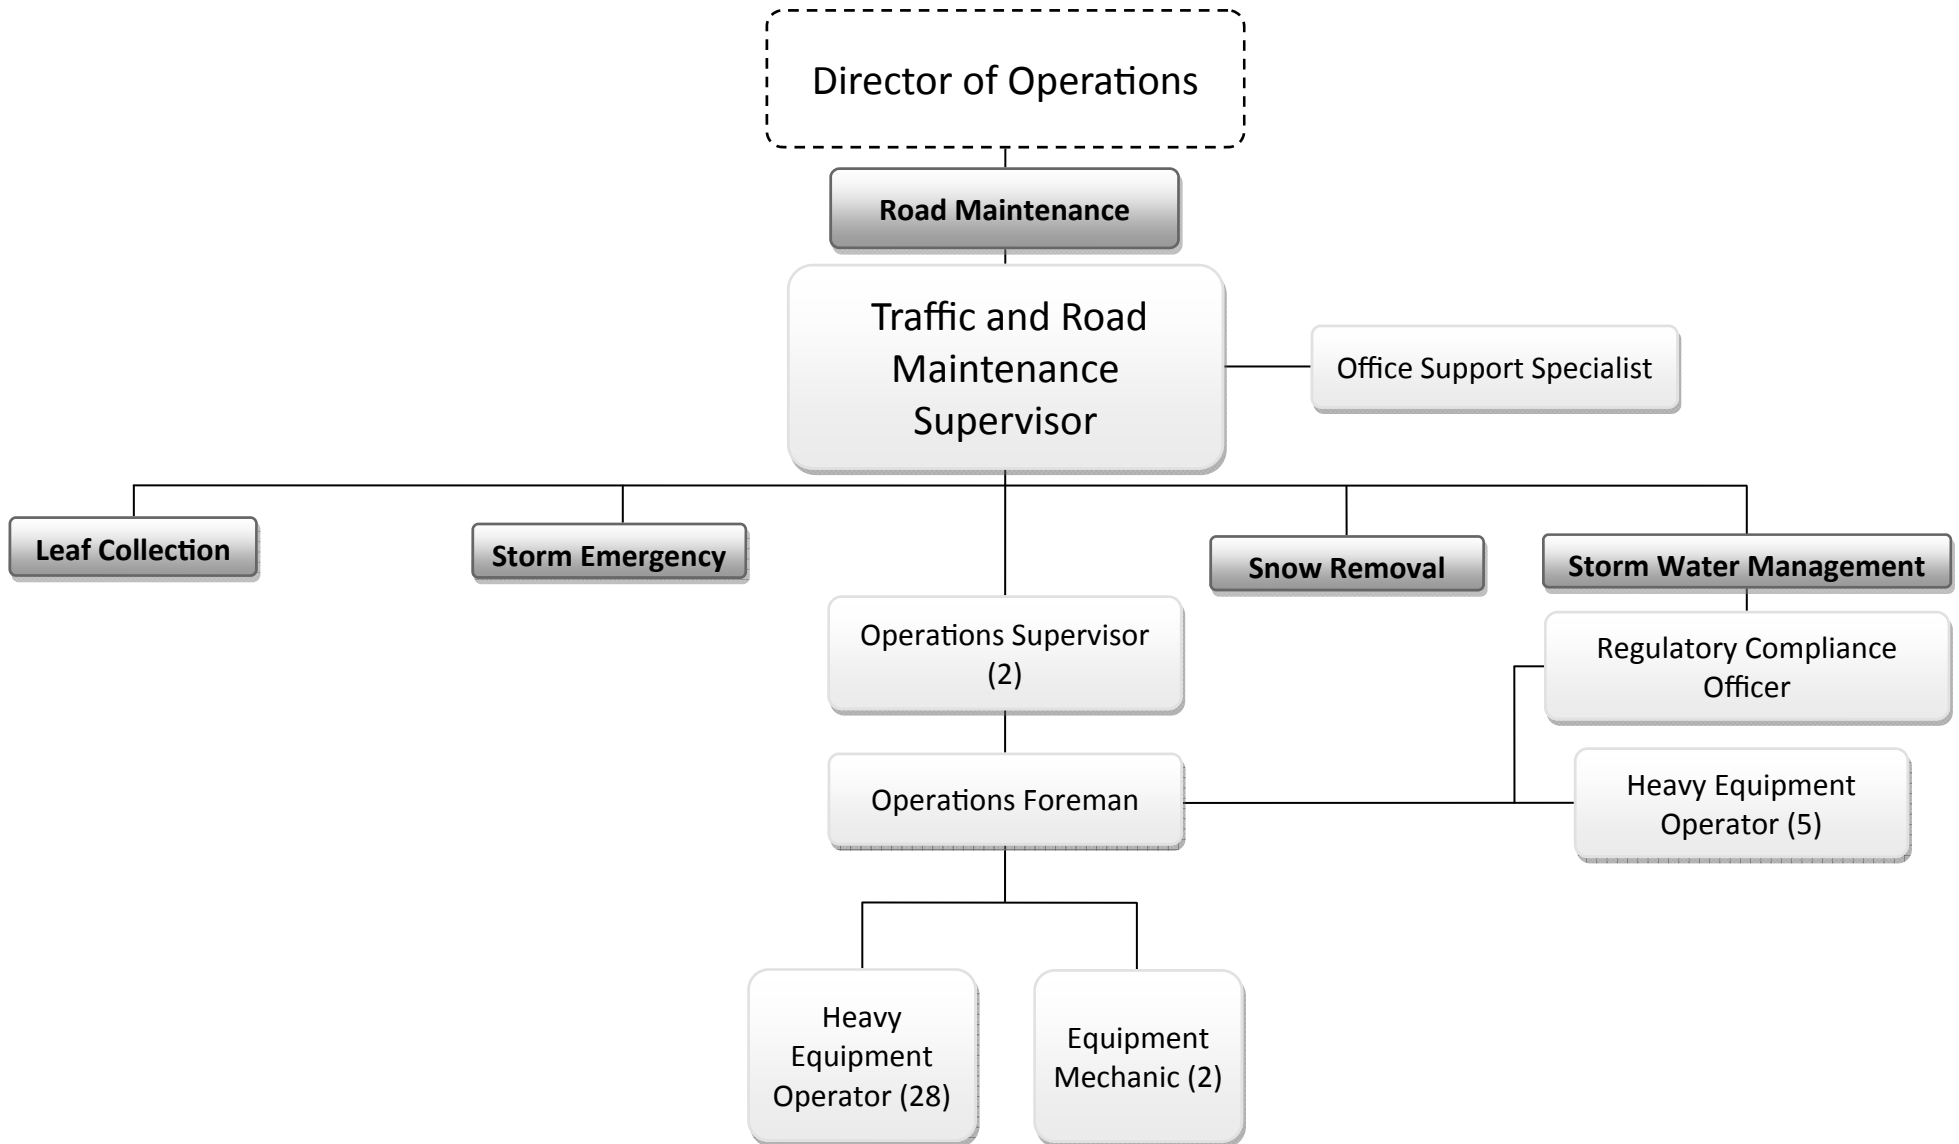 Director of Operations
Road Maintenance
Traffic and Road
Maintenance
Supervisor
Office Support Specialist
Leaf Collection
Storm Emergency
Snow Removal
Storm Water Management
Operations Supervisor
(2)
Regulatory Compliance
Officer
Operations Foreman
Heavy Equipment
Operator (5)
Heavy
Equipment
Operator (28)
Equipment
Mechanic (2)